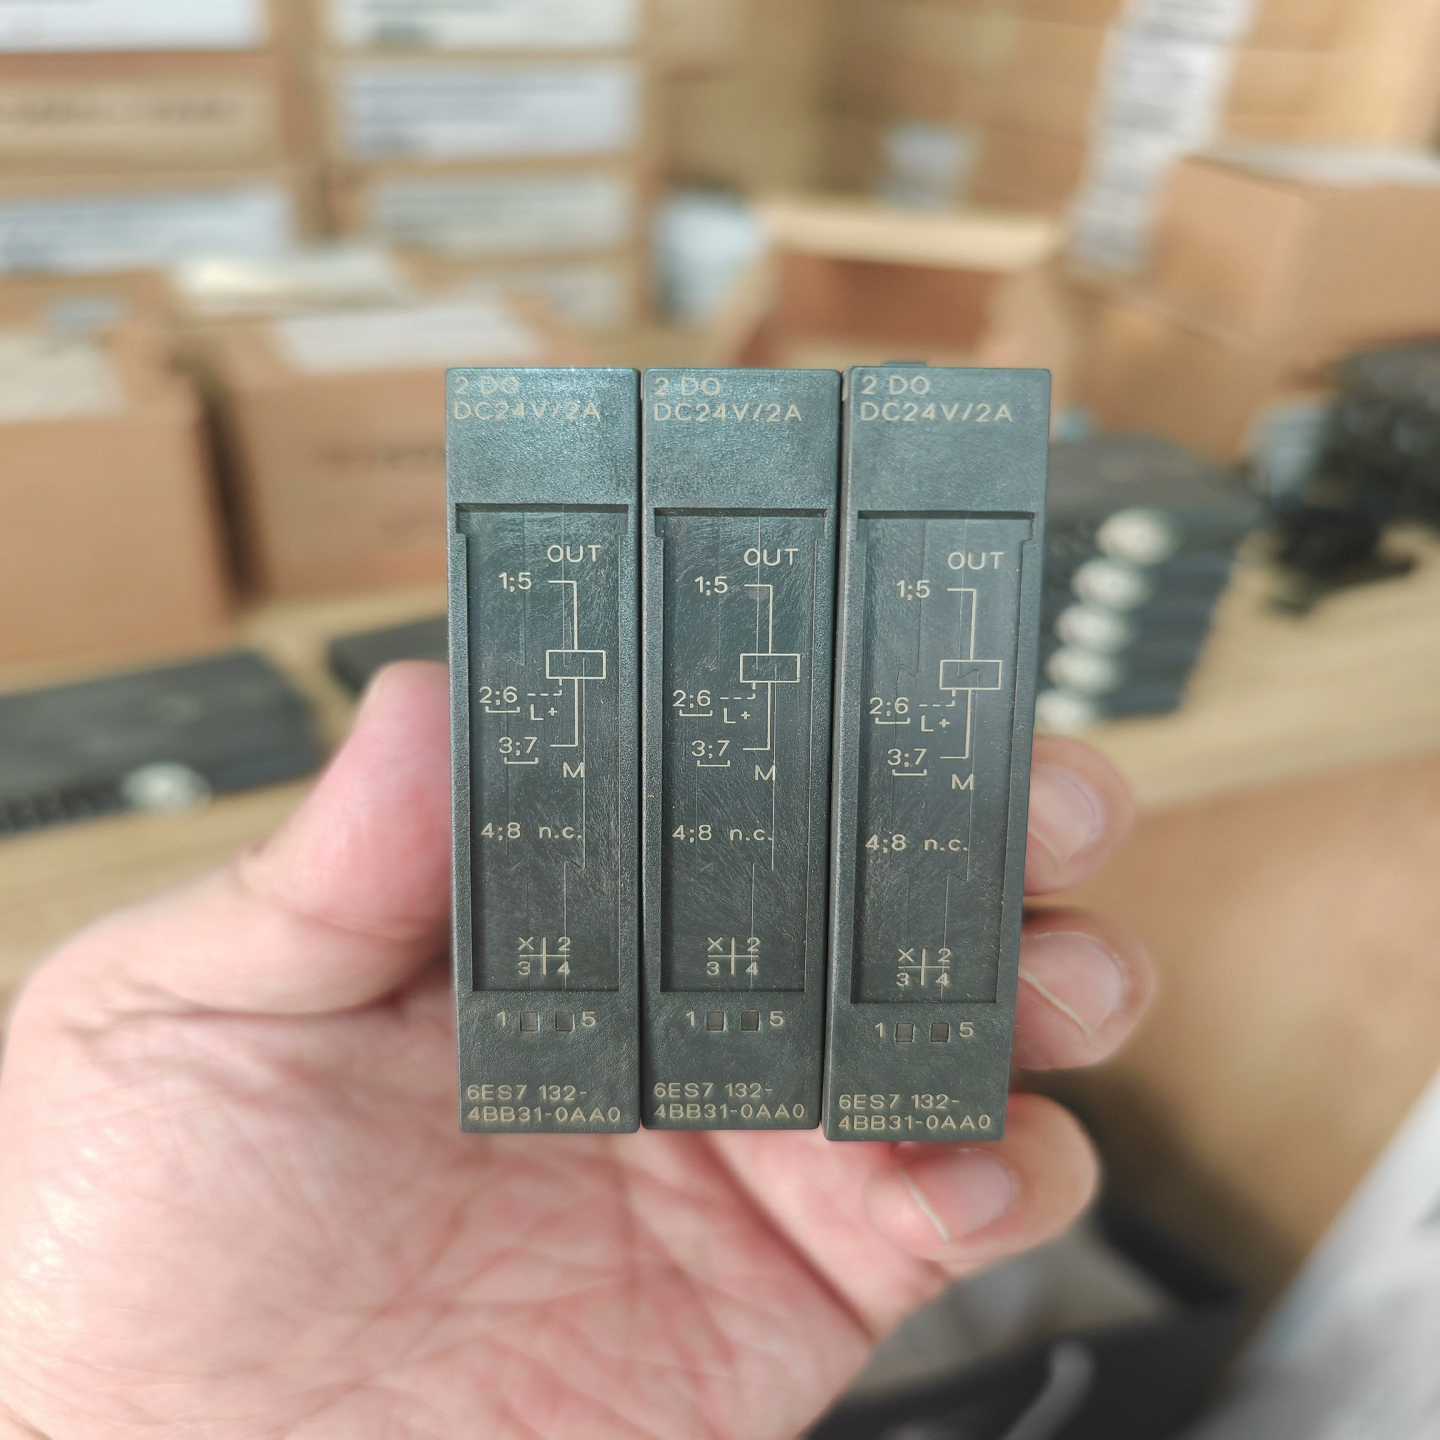 2 DO
DC24V/2A
OUT
1;5
2;6
L+
3;7
M
4;8 n.c.
X 2
3 4
1 5
6ES7 132-
4BB31-0AA0
2 DO
DC24V/2A
OUT
1;5
2;6
L+
3;7
M
4;8 n.c.
X 2
3 4
1 5
6ES7 132-
4BB31-0AA0
2 DO
DC24V/2A
OUT
1;5
2;6
L+
3;7
M
4;8 n.c.
X 2
3 4
1 5
6ES7 132-
4BB31-0AA0